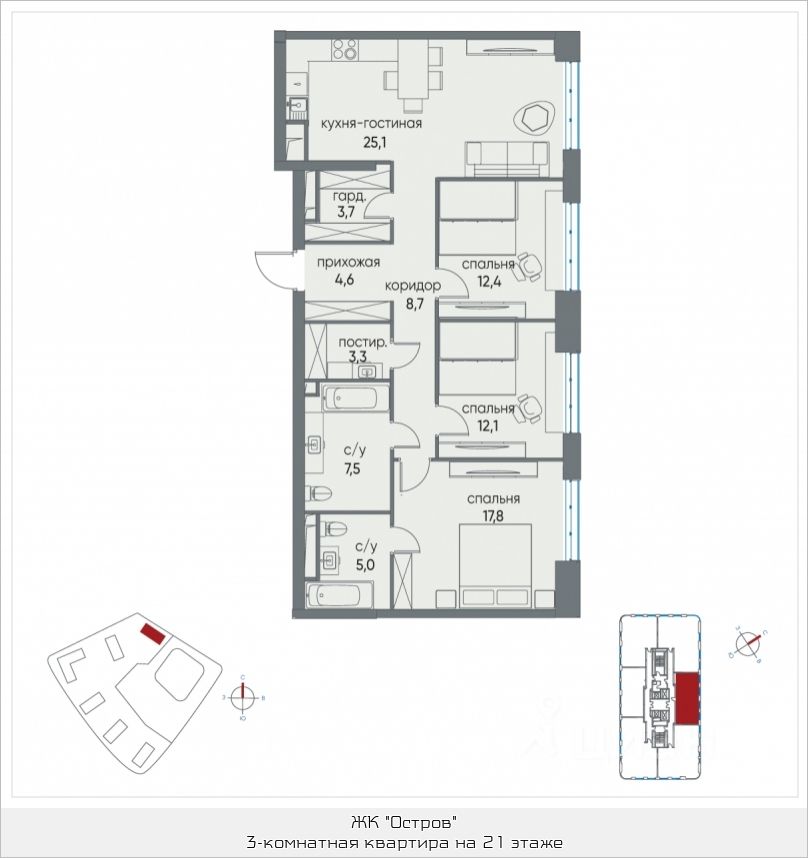 кухня-гостиная
25,1
гард.
3,7
прихожая
4,6
коридор
8,7
спальня
12,4
постир.
3,3
спальня
12,1
с/у
7,5
спальня
17,8
с/у
5,0
С
З В
Ю
З С
Ю В
ЖК "Остров"
3-комнатная квартира на 21 этаже